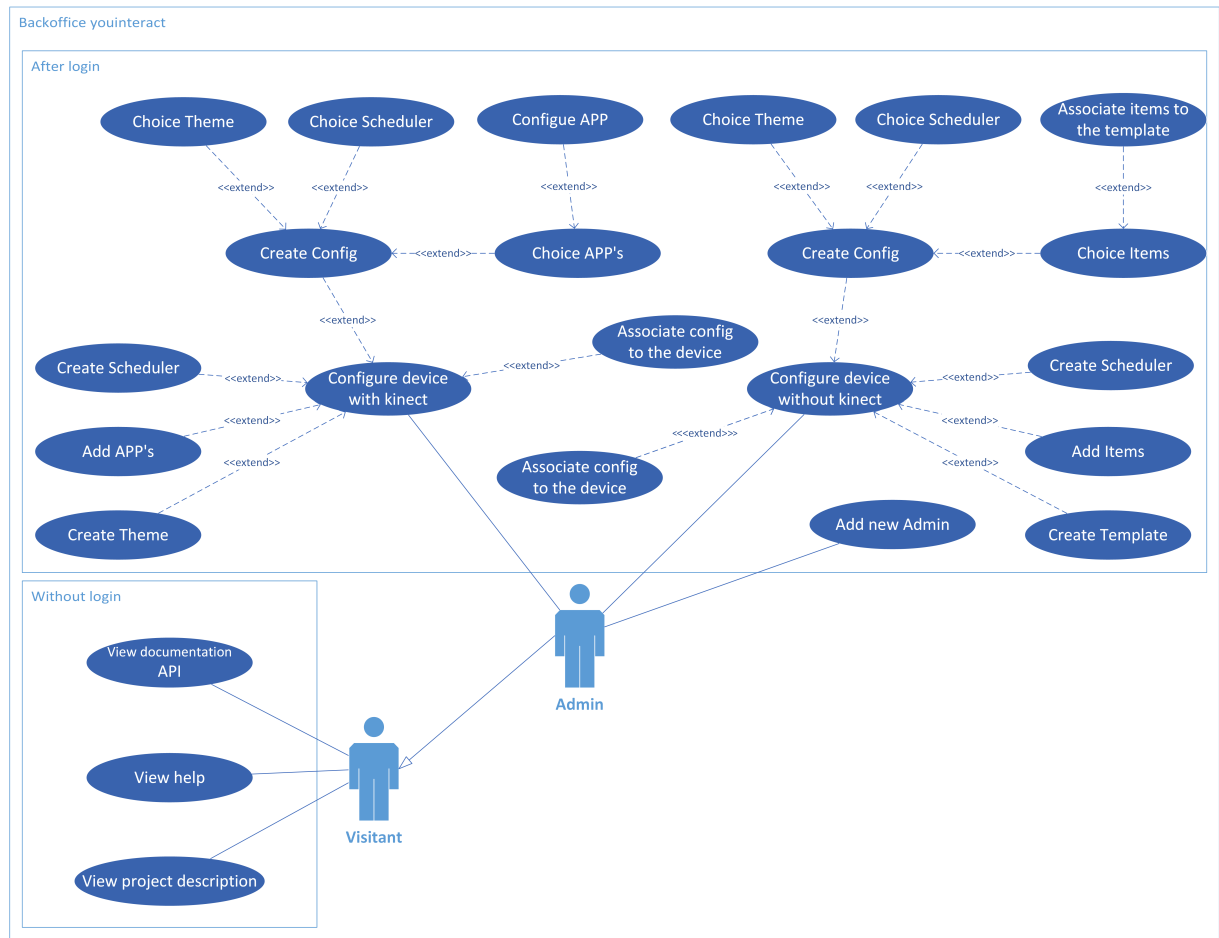 Backoffice youinteract
After login
Choice Theme
Choice Scheduler
Configue APP
Choice Theme
Choice Scheduler
Associate items to
the template
<<extend>>
<<extend>>
<<extend>>
<<extend>>
<<extend>>
<<extend>>
Create Config
<<extend>>
Choice APP's
Create Config
<<extend>>
Choice Items
<<extend>>
<<extend>>
Associate config
to the device
Create Scheduler
<<extend>>
Configure device
with kinect
<<extend>>
Configure device
without kinect
<<extend>>
Create Scheduler
Add APP's
<<extend>>
<<extend>>
<<<extend>>>
<<extend>>
Add Items
<<extend>>
Associate config
to the device
Create Theme
Add new Admin
Create Template
Without login
View documentation
API
Admin
View help
Visitant
View project description